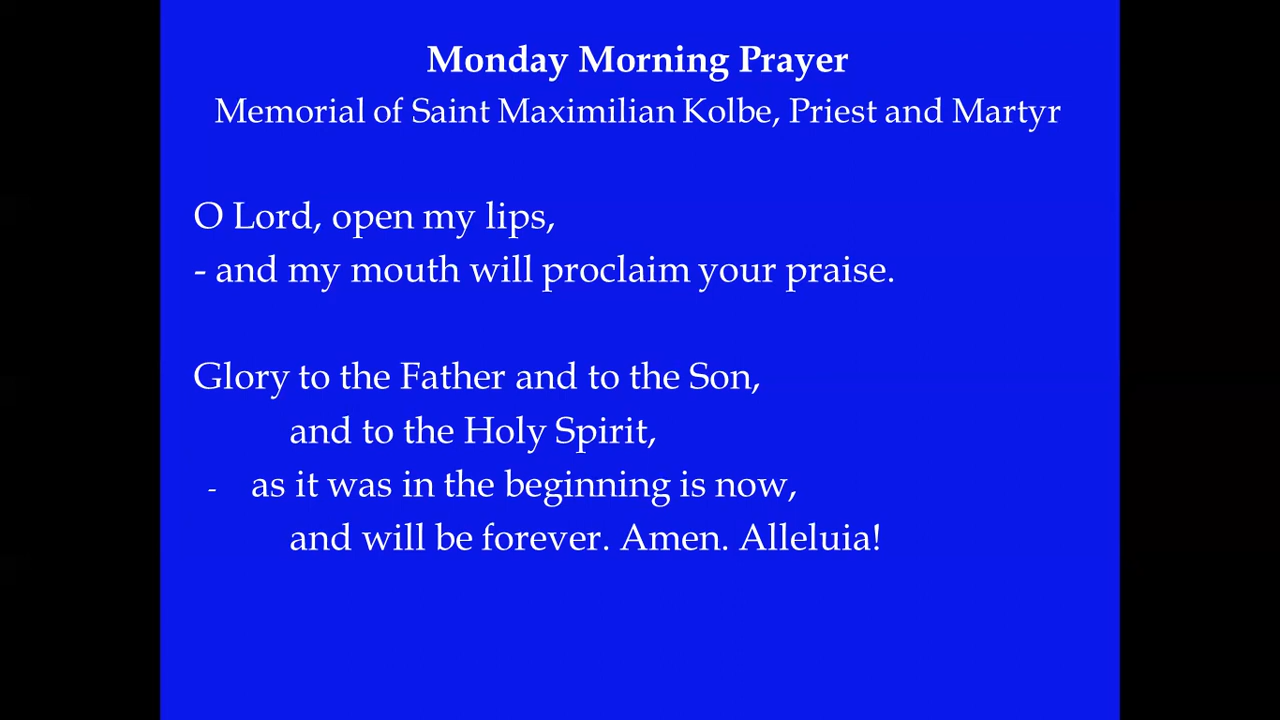 Monday Morning Prayer
Memorial of Saint Maximilian Kolbe, Priest and Martyr
O Lord, open my lips,
- and my mouth will proclaim your praise.
Glory to the Father and to the Son,
and to the Holy Spirit,
- as it was in the beginning is now,
and will be forever. Amen. Alleluia!